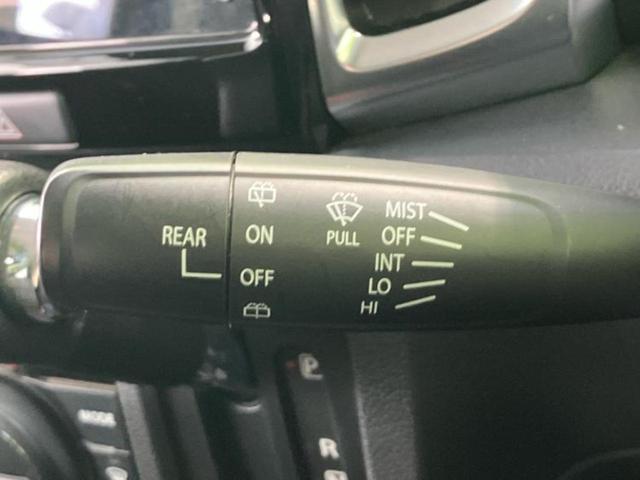 REAR
ON
OFF
PULL
MIST
OFF
INT
LO
HI
P
R
MODE